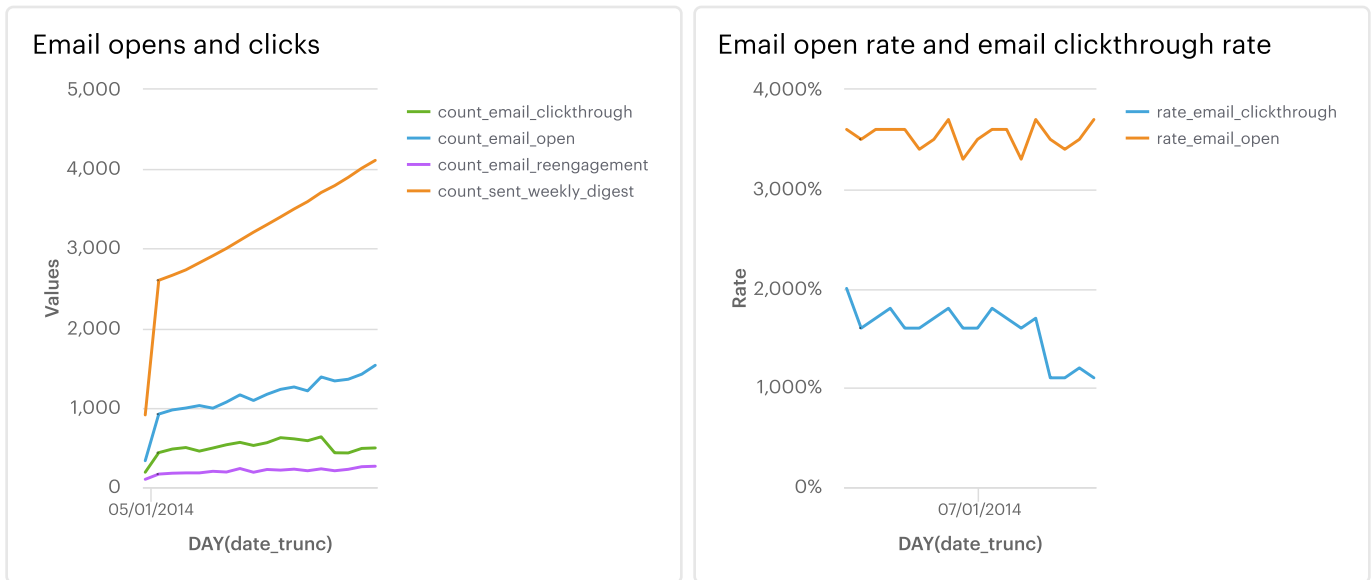 Email opens and clicks
5,000
4,000
3,000
2,000
1,000
0
Values
05/01/2014
DAY(date_trunc)
count_email_clickthrough
count_email_open
count_email_reengagement
count_sent_weekly_digest
Email open rate and email clickthrough rate
4,000%
3,000%
2,000%
1,000%
0%
Rate
07/01/2014
DAY(date_trunc)
rate_email_clickthrough
rate_email_open